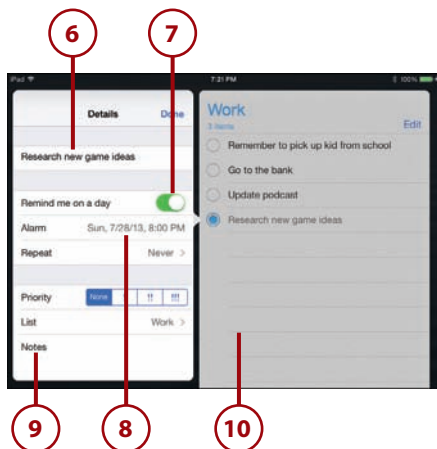 6 7
iPad 7:21 PM 100%
Details Done
Research new game ideas
Remind me on a day
Alarm Sun, 7/28/13, 8:00 PM
Repeat Never >
Priority None ! !! !!!
List Work >
Notes
Work
3 items
Edit
Remember to pick up kid from school
Go to the bank
Update podcast
Research new game ideas
9 8 10